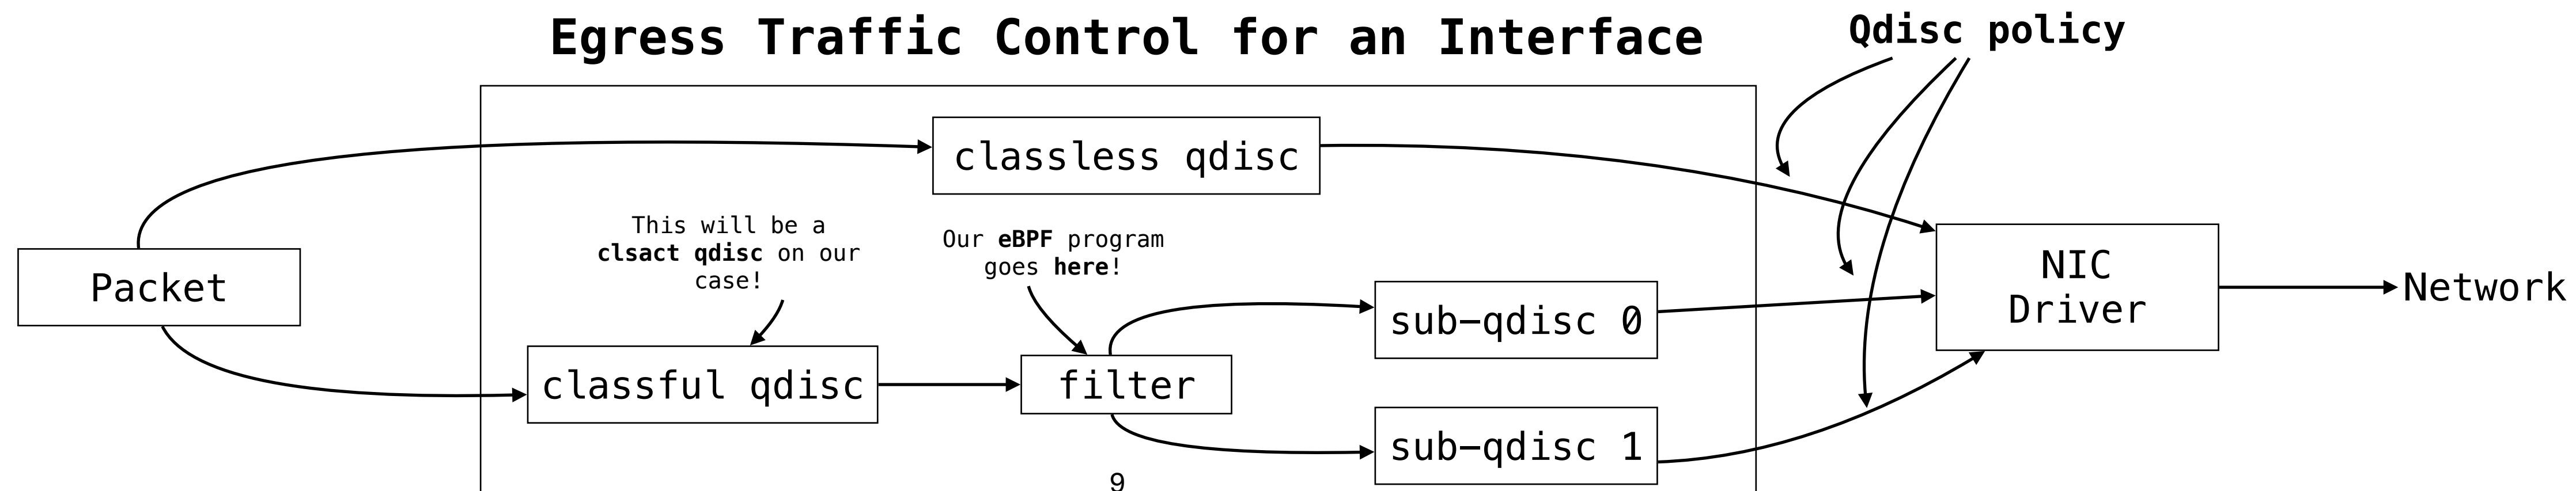 Egress Traffic Control for an Interface
Qdisc policy
classless qdisc
This will be a
clsact qdisc on our
case!
Our eBPF program
goes here!
Packet
NIC
Driver
Network
sub-qdisc 0
classful qdisc
filter
sub-qdisc 1
9